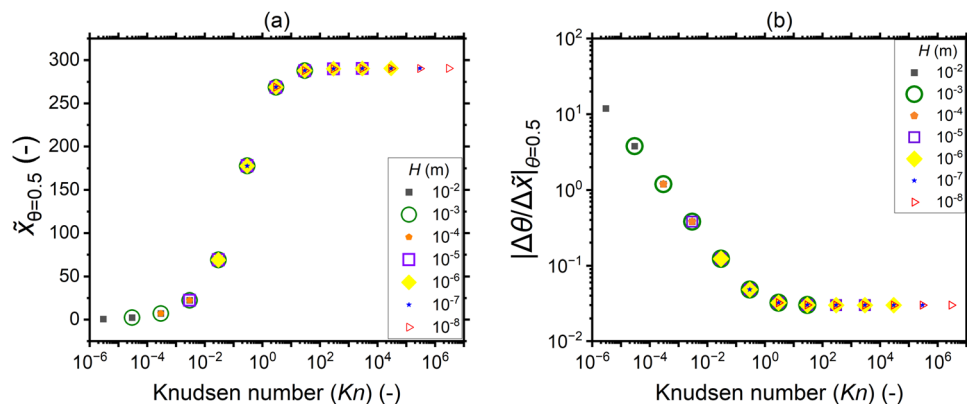 (a)
300
250
200
150
100
50
0
x̃θ=0.5 (-)
10⁻⁶ 10⁻⁴ 10⁻² 10⁰ 10² 10⁴ 10⁶
Knudsen number (Kn) (-)
H (m)
10⁻²
10⁻³
10⁻⁴
10⁻⁵
10⁻⁶
10⁻⁷
10⁻⁸
(b)
10²
10¹
10⁰
10⁻¹
10⁻²
|Δθ/Δx̃|θ=0.5
10⁻⁶ 10⁻⁴ 10⁻² 10⁰ 10² 10⁴ 10⁶
Knudsen number (Kn) (-)
H (m)
10⁻²
10⁻³
10⁻⁴
10⁻⁵
10⁻⁶
10⁻⁷
10⁻⁸